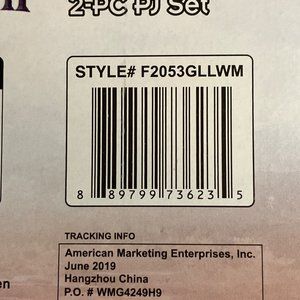 2-PC PJ Set
STYLE# F2053GLLWM
8 89799 73623 5
TRACKING INFO
American Marketing Enterprises, Inc.
June 2019
Hangzhou China
P.O. # WMG4249H9
en